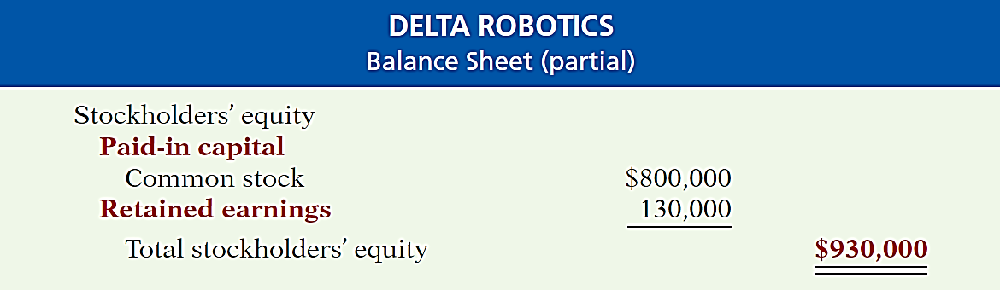 DELTA ROBOTICS
Balance Sheet (partial)
Stockholders’ equity
Paid-in capital
Common stock $800,000
Retained earnings 130,000
Total stockholders’ equity $930,000